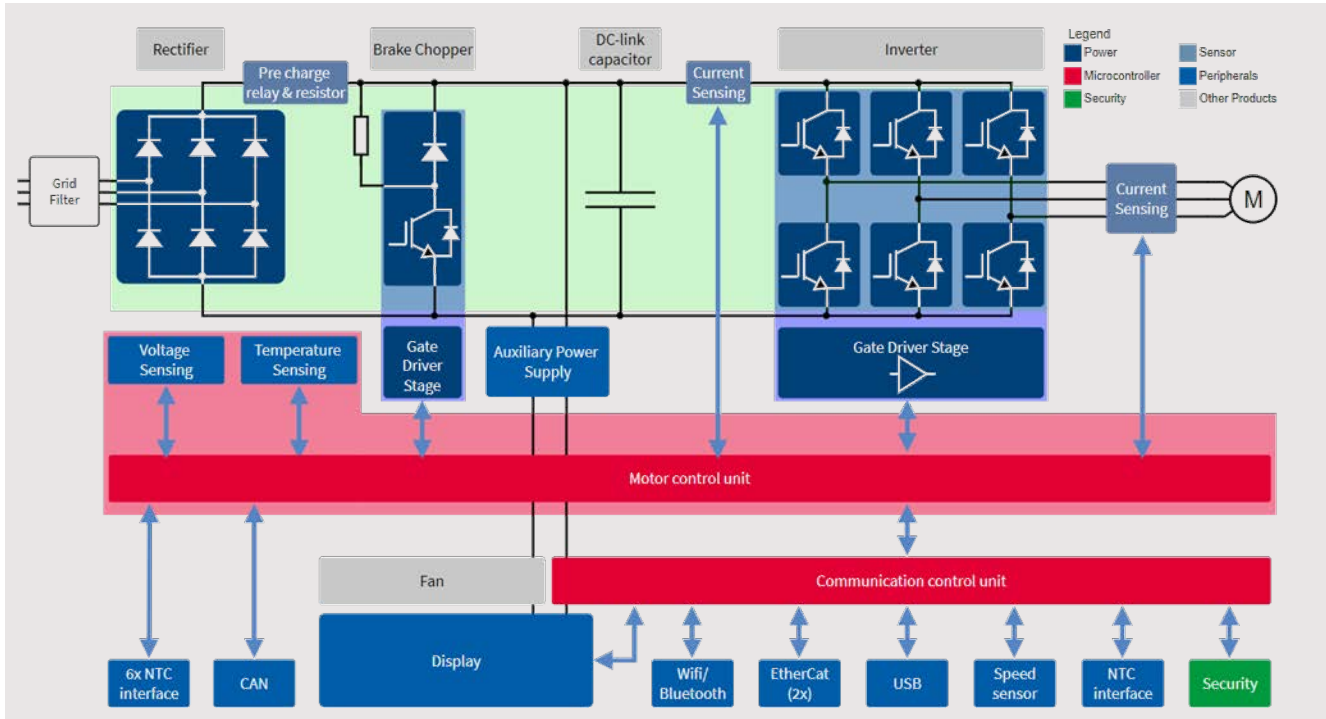 Rectifier
Brake Chopper
DC-link
capacitor
Inverter
Legend
Power
Sensor
Microcontroller
Peripherals
Security
Other Products
Pre charge
relay & resistor
Current
Sensing
Grid
Filter
Current
Sensing
M
Voltage
Sensing
Temperature
Sensing
Gate
Driver
Stage
Auxiliary Power
Supply
Gate Driver Stage
Motor control unit
Fan
Communication control unit
Display
6x NTC
interface
CAN
Wifi/
Bluetooth
EtherCat
(2x)
USB
Speed
sensor
NTC
interface
Security